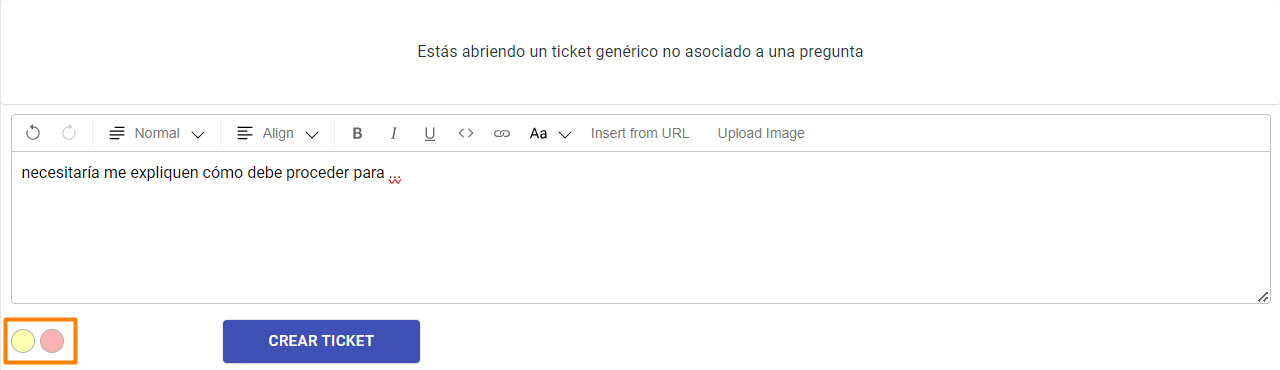 Estás abriendo un ticket genérico no asociado a una pregunta
Normal Align B I U <> Aa Insert from URL Upload Image
necesitaría me expliquen cómo debe proceder para ...
CREAR TICKET